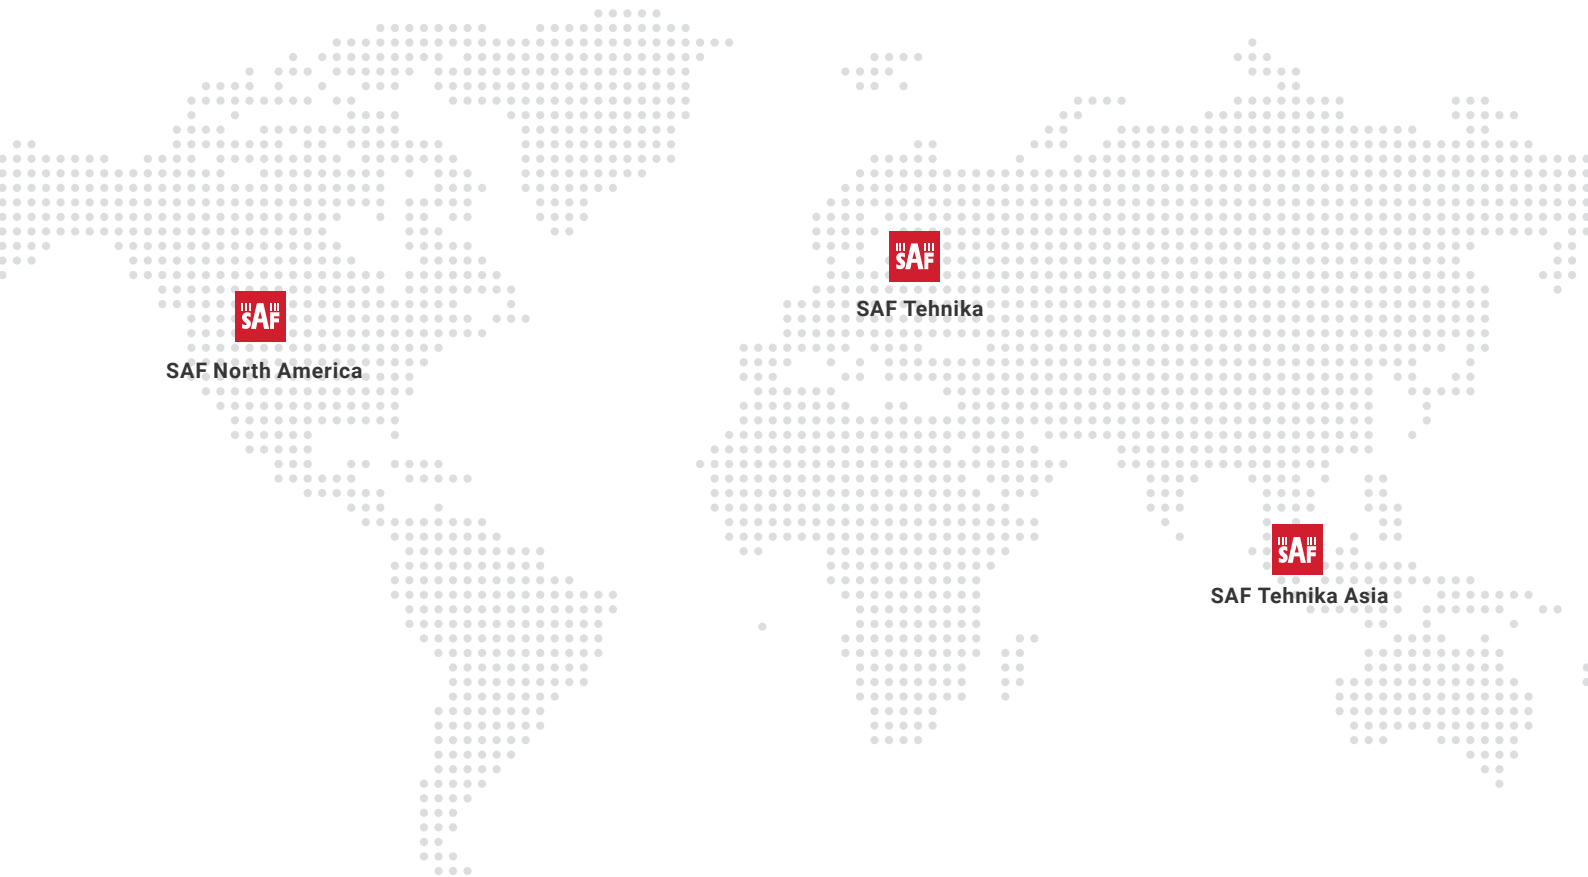 SAF
SAF Tehnika
SAF
SAF North America
SAF
SAF Tehnika Asia